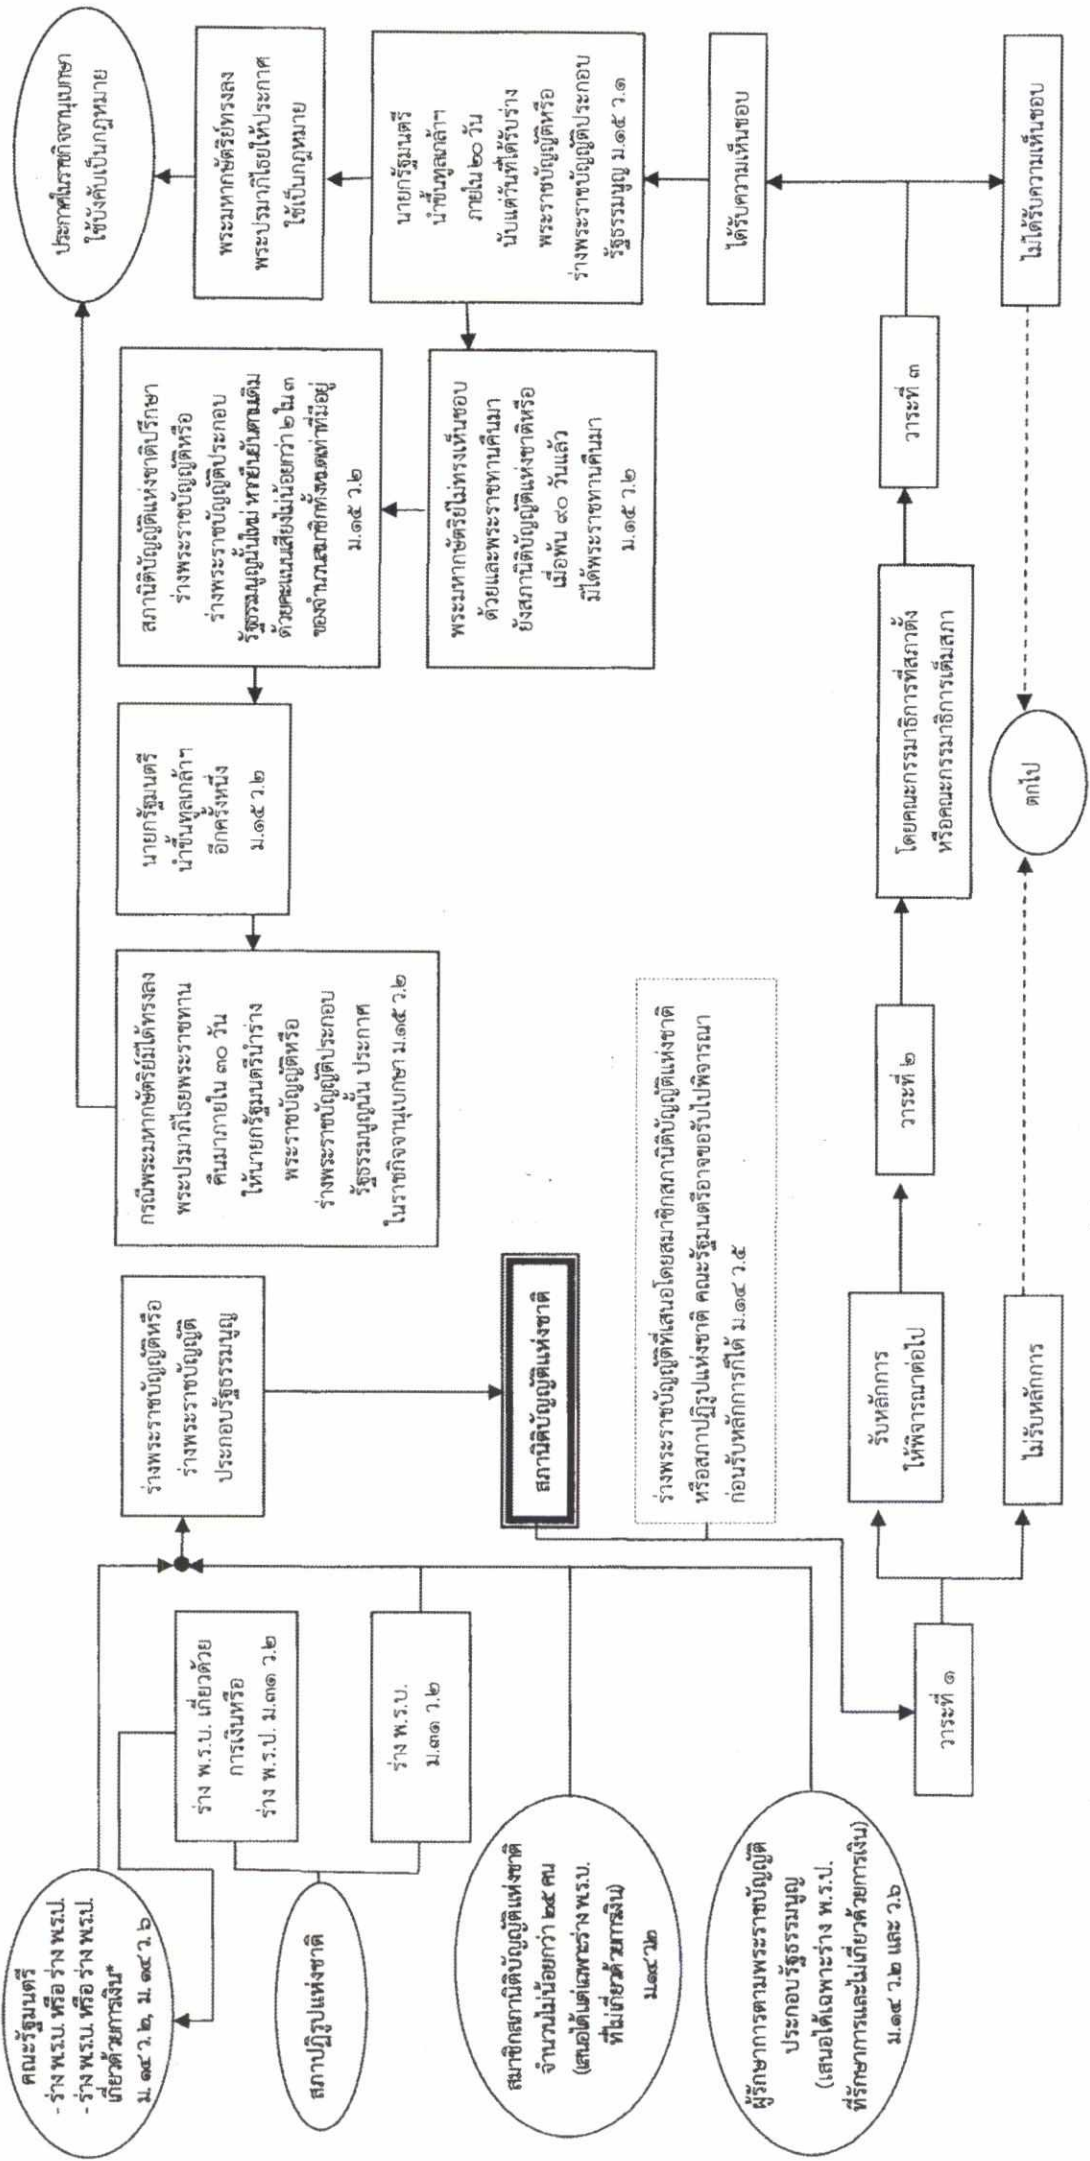 คณะรัฐมนตรี
- ร่าง พ.ร.บ. หรือ ร่าง พ.ร.ป.
- ร่าง พ.ร.บ. หรือ ร่าง พ.ร.ป.
เกี่ยวด้วยการเงิน*
ม. ๑๔ ว. ๒, ม. ๑๔ ว. ๖
สภาปฏิรูปแห่งชาติ
สมาชิกสภานิติบัญญัติแห่งชาติ
จำนวนไม่น้อยกว่า ๒๕ คน
(เสนอได้แต่เฉพาะร่าง พ.ร.บ.
ที่ไม่เกี่ยวด้วยการเงิน)
ม.๑๔ ว.๒
ผู้รักษาการตามพระราชบัญญัติ
ประกอบรัฐธรรมนูญ
(เสนอได้เฉพาะร่าง พ.ร.ป.
ที่รักษาการและไม่เกี่ยวด้วยการเงิน)
ม.๑๔ ว.๒ และ ว.๖
ร่าง พ.ร.บ. เกี่ยวด้วย
การเงินหรือ
ร่าง พ.ร.ป. ม.๓๑ ว.๒
ร่าง พ.ร.บ.
ม.๓๑ ว.๒
ร่างพระราชบัญญัติหรือ
ร่างพระราชบัญญัติ
ประกอบรัฐธรรมนูญ
สภานิติบัญญัติแห่งชาติ
ร่างพระราชบัญญัติที่เสนอโดยสมาชิกสภานิติบัญญัติแห่งชาติ
หรือสภาปฏิรูปแห่งชาติ คณะรัฐมนตรีอาจขอรับไปพิจารณา
ก่อนรับหลักการก็ได้ ม.๑๔ ว.๕
วาระที่ ๑
รับหลักการ
ให้พิจารณาต่อไป
ไม่รับหลักการ
วาระที่ ๒
โดยคณะกรรมาธิการที่สภาตั้ง
หรือคณะกรรมาธิการเต็มสภา
ตกไป
วาระที่ ๓
ได้รับความเห็นชอบ
ไม่ได้รับความเห็นชอบ
นายกรัฐมนตรี
นำขึ้นทูลเกล้าฯ
ภายใน ๒๐ วัน
นับแต่วันที่ได้รับร่าง
พระราชบัญญัติหรือ
ร่างพระราชบัญญัติประกอบ
รัฐธรรมนูญ ม.๑๕ ว.๑
พระมหากษัตริย์ทรงลง
พระปรมาภิไธยให้ประกาศ
ใช้เป็นกฎหมาย
ประกาศในราชกิจจานุเบกษา
ใช้บังคับเป็นกฎหมาย
พระมหากษัตริย์ไม่ทรงเห็นชอบ
ด้วยและพระราชทานคืนมา
ยังสภานิติบัญญัติแห่งชาติหรือ
เมื่อพ้น ๙๐ วันแล้ว
มิได้พระราชทานคืนมา
ม.๑๕ ว.๒
สภานิติบัญญัติแห่งชาติปรึกษา
ร่างพระราชบัญญัติหรือ
ร่างพระราชบัญญัติประกอบ
รัฐธรรมนูญนั้นใหม่ หากยืนยันตามเดิม
ด้วยคะแนนเสียงไม่น้อยกว่า ๒ ใน ๓
ของจำนวนสมาชิกทั้งหมดเท่าที่มีอยู่
ม.๑๕ ว.๒
นายกรัฐมนตรี
นำขึ้นทูลเกล้าฯ
อีกครั้งหนึ่ง
ม.๑๕ ว.๒
กรณีพระมหากษัตริย์มิได้ทรงลง
พระปรมาภิไธยพระราชทาน
คืนมาภายใน ๓๐ วัน
ให้นายกรัฐมนตรีนำร่าง
พระราชบัญญัติหรือ
ร่างพระราชบัญญัติประกอบ
รัฐธรรมนูญนั้น ประกาศ
ในราชกิจจานุเบกษา ม.๑๕ ว.๒